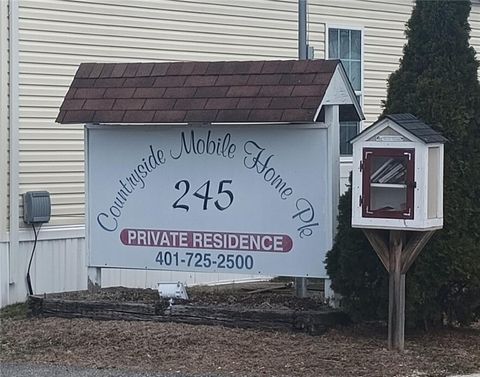 Countryside Mobile Home Pk
245
PRIVATE RESIDENCE
401-725-2500